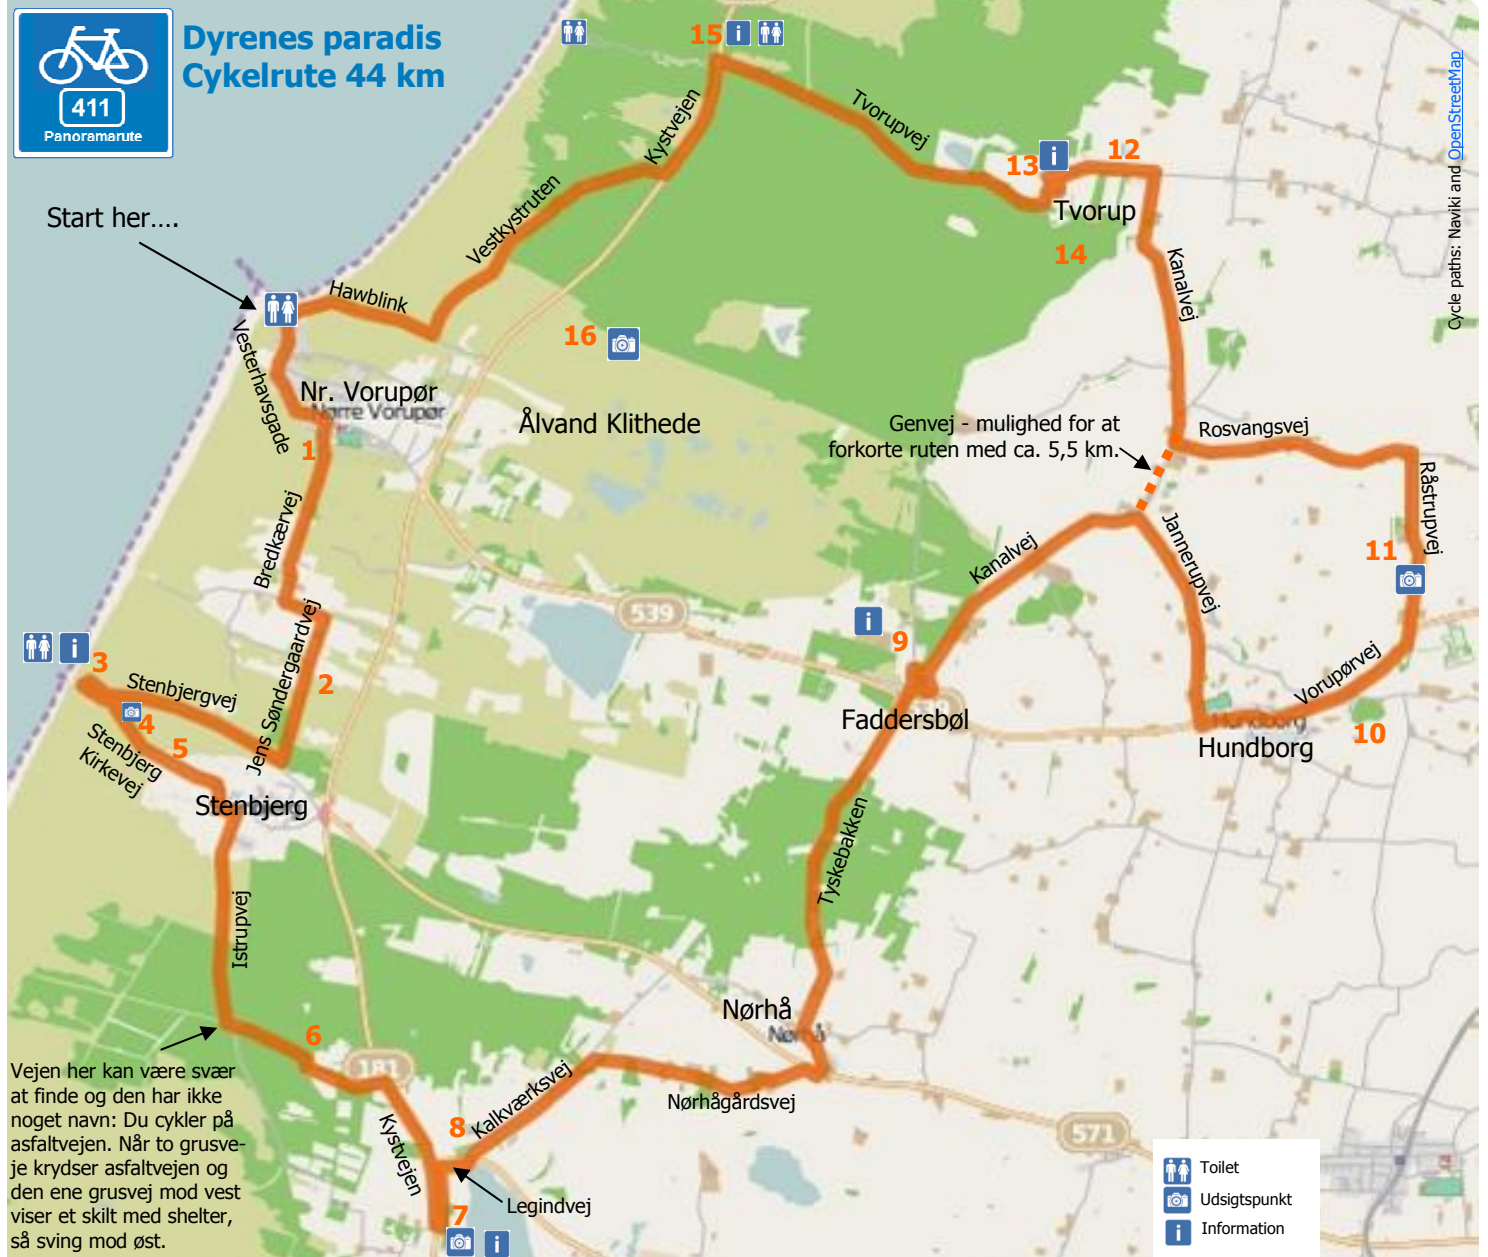 Dyrenes paradis
Cykelrute 44 km
411
Panoramarute
Start her....
15
Tvorupvej
Kystvejen
13
12
Tvorup
14
Vestkystruten
Hawblink
Kanalvej
Cycle paths: Naviki and OpenStreetMap
16
Vesterhavsgade
Nr. Vorupør
Nørre Vorupør
Ålvand Klithede
Genvej - mulighed for at
forkorte ruten med ca. 5,5 km.
Rosvangsvej
1
Råstrupvej
Bredkærvej
Kanalvej
Jannerupvej
11
539
9
3
Stenbjergvej
Jens Søndergaardvej
2
4
5
Stenbjerg
Kirkevej
Faddersbøl
Vorupørvej
Hundborg
Hundborg
10
Stenbjerg
Tyskebakken
Istrupvej
Nørhå
Nørhå
6
181
Vejen her kan være svær
at finde og den har ikke
noget navn: Du cykler på
asfaltvejen. Når to grusve-
je krydser asfaltvejen og
den ene grusvej mod vest
viser et skilt med shelter,
så sving mod øst.
Kystvejen
8
Kalkværksvej
Nørhågårdsvej
571
Legindvej
7
Toilet
Udsigtspunkt
Information